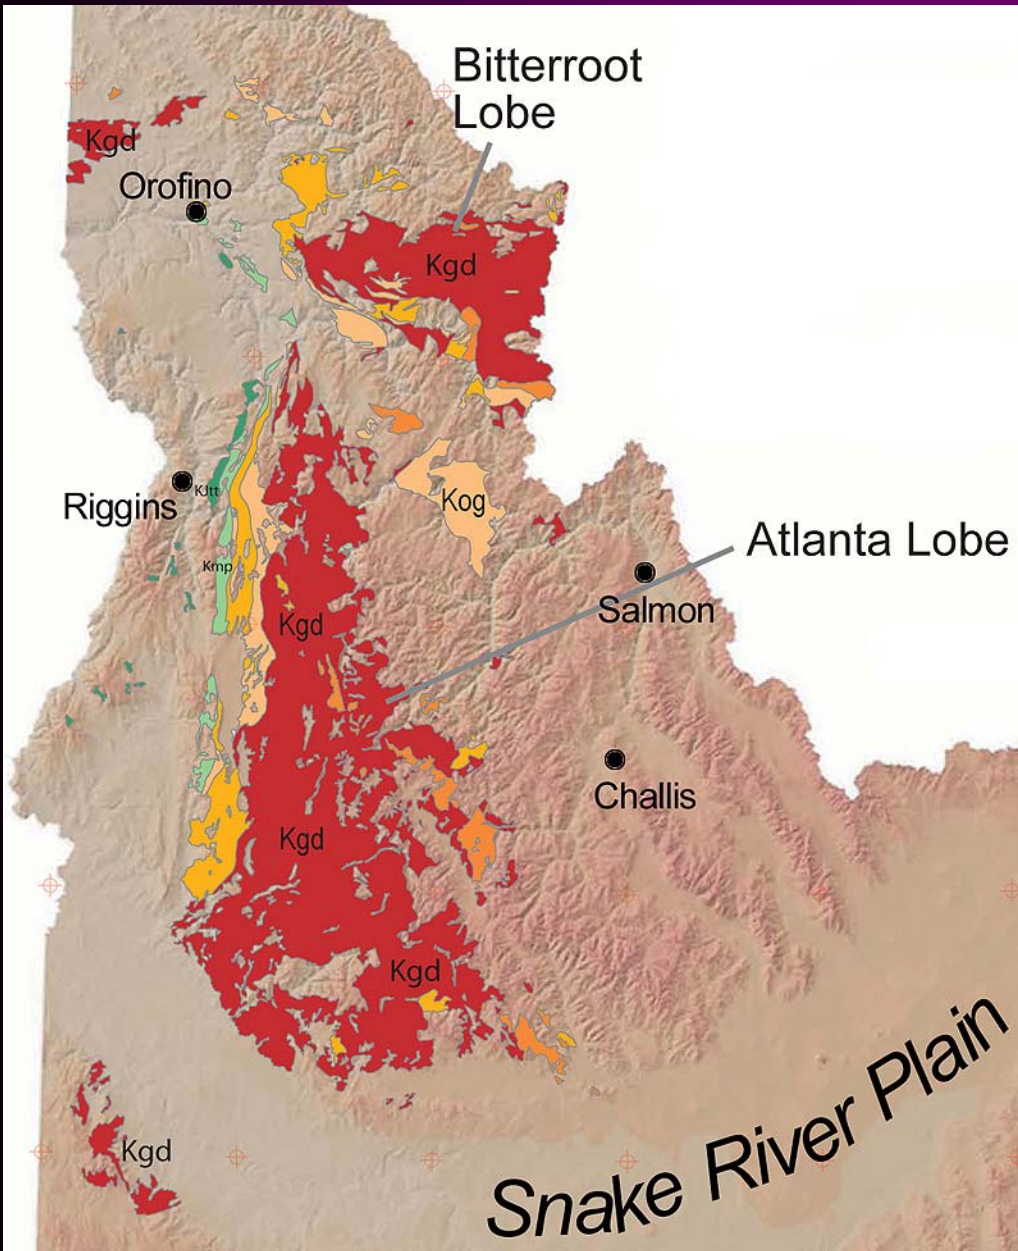 Bitterroot
Lobe
Kgd
Orofino
Kgd
Kog
KJtt
Riggins
Atlanta Lobe
Kmp
Salmon
Kgd
Challis
Kgd
Kgd
Snake River Plain
Kgd